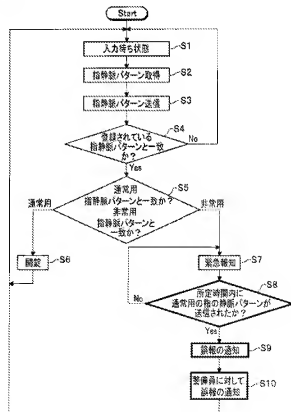 Start
入力待ち状態
S1
指静脈パターン取得
S2
指静脈パターン送信
S3
S4
登録されている
指静脈パターンと一致
か?
No
Yes
S5
通常用
指静脈パターンと一致か?
非常用
指静脈パターンと
一致か?
通常用
非常用
開錠
S6
緊急報知
S7
S8
所定時間内に
通常用の指の静脈パターンが
送信されたか?
No
Yes
誤報の通知
S9
警備員に対して
誤報の通知
S10